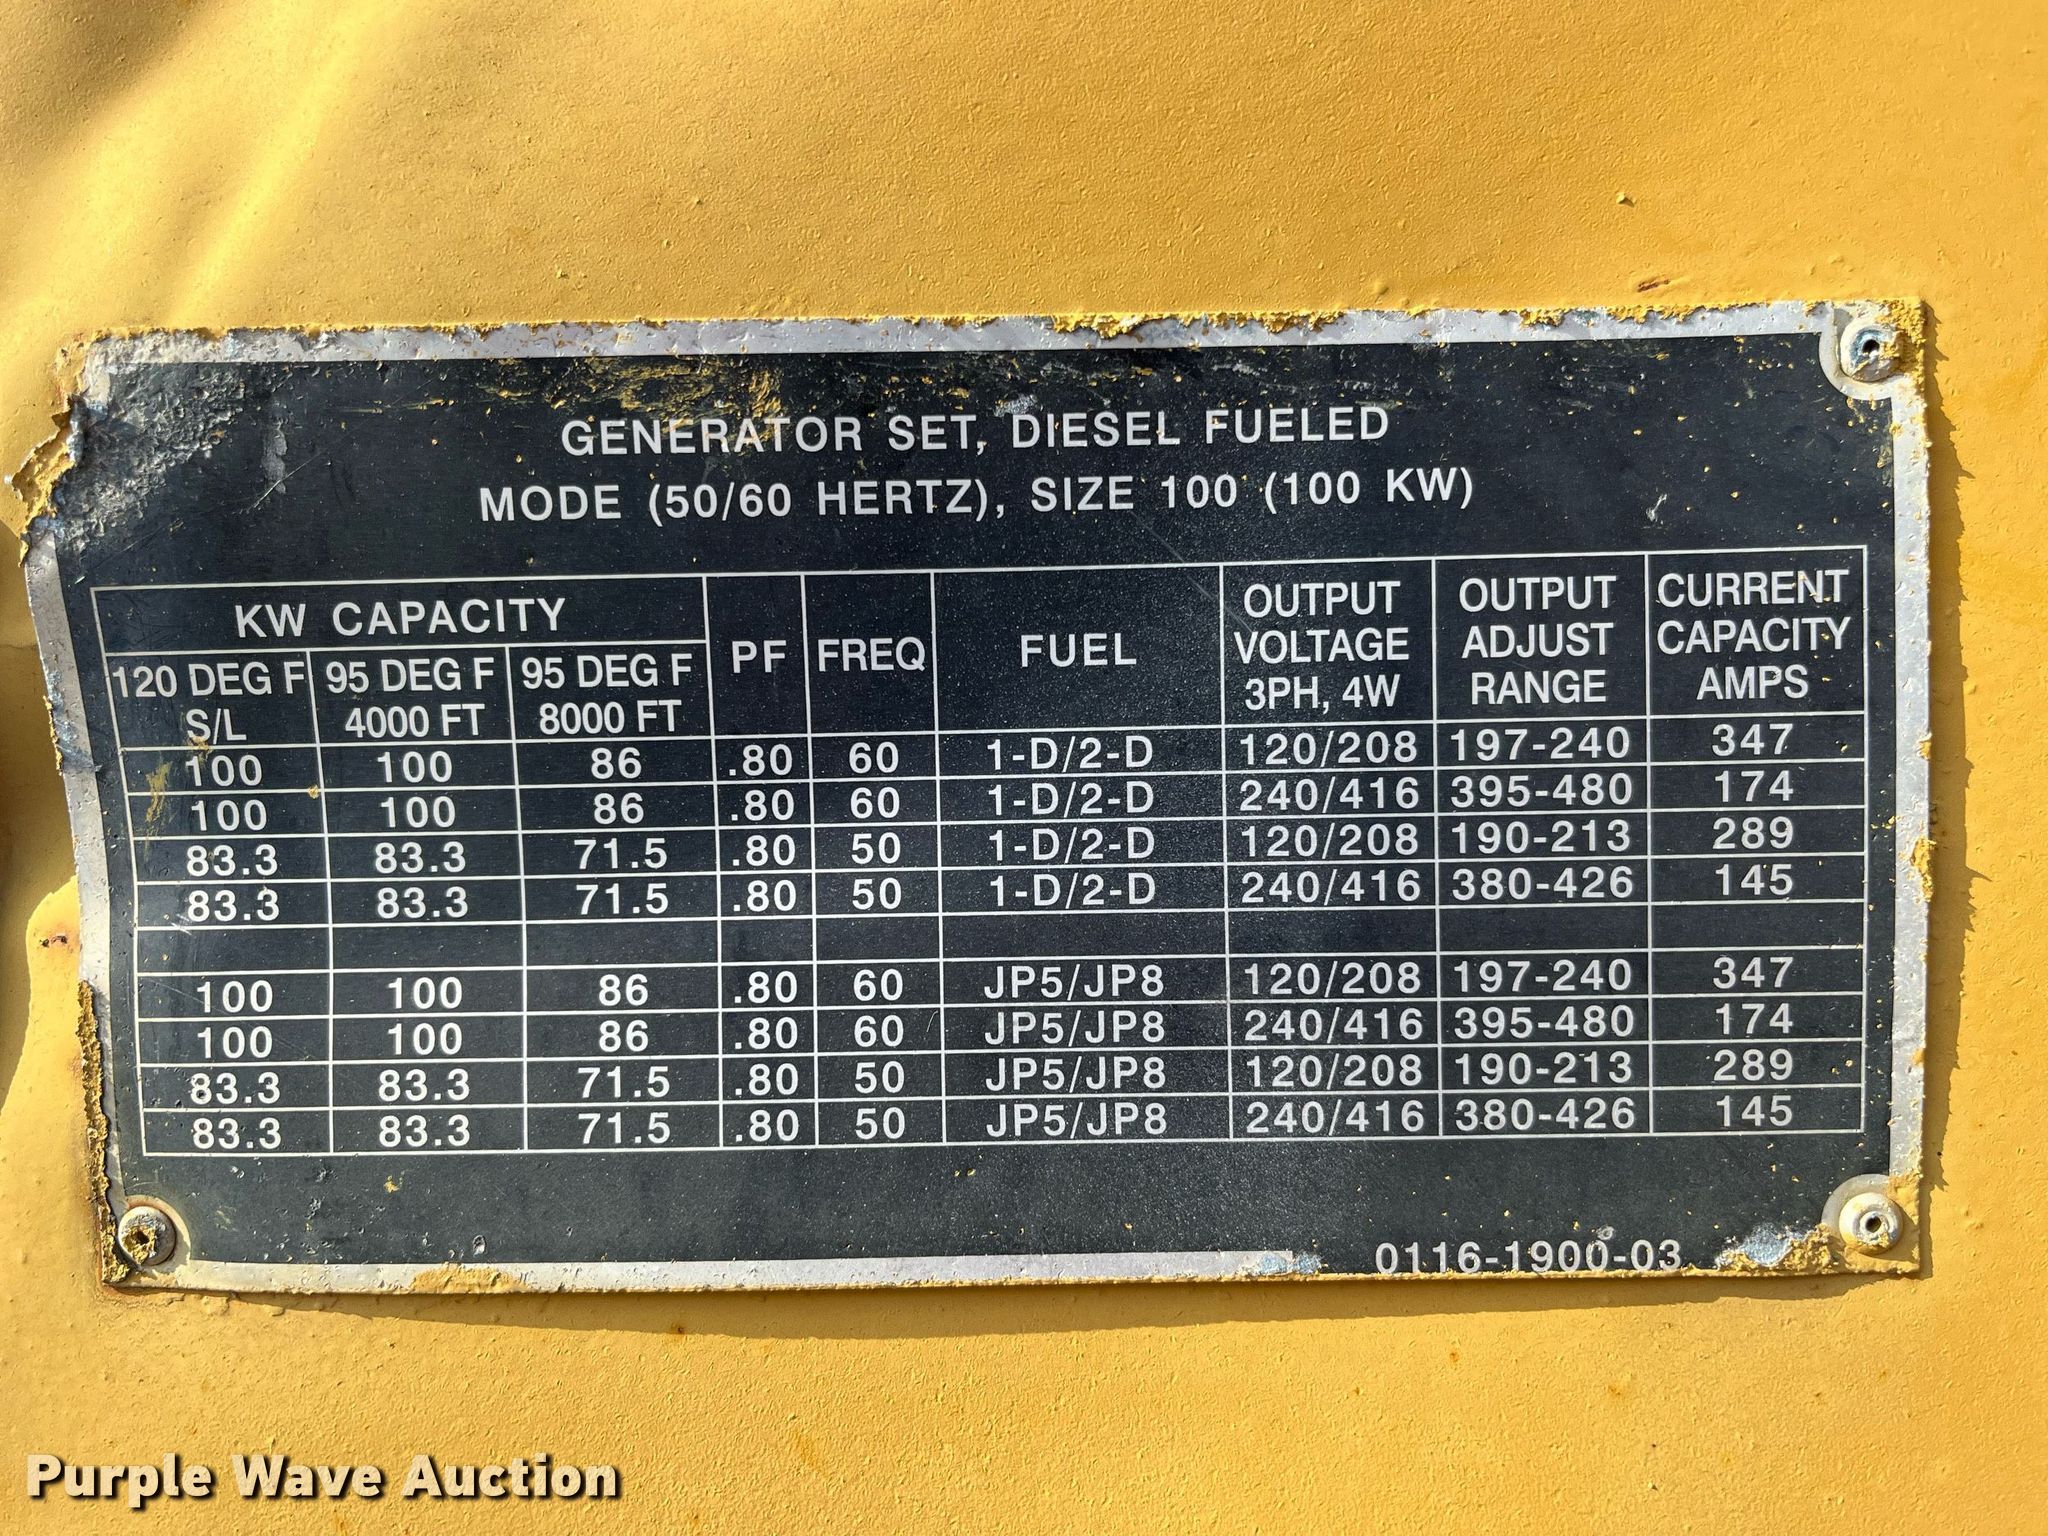 GENERATOR SET, DIESEL FUELED
MODE (50/60 HERTZ), SIZE 100 (100 KW)
KW CAPACITY PF FREQ FUEL OUTPUT VOLTAGE 3PH, 4W OUTPUT ADJUST RANGE CURRENT CAPACITY AMPS
120 DEG F S/L 95 DEG F 4000 FT 95 DEG F 8000 FT
100 100 86 .80 60 1-D/2-D 120/208 197-240 347
100 100 86 .80 60 1-D/2-D 240/416 395-480 174
83.3 83.3 71.5 .80 50 1-D/2-D 120/208 190-213 289
83.3 83.3 71.5 .80 50 1-D/2-D 240/416 380-426 145
100 100 86 .80 60 JP5/JP8 120/208 197-240 347
100 100 86 .80 60 JP5/JP8 240/416 395-480 174
83.3 83.3 71.5 .80 50 JP5/JP8 120/208 190-213 289
83.3 83.3 71.5 .80 50 JP5/JP8 240/416 380-426 145
0116-1900-03
Purple Wave Auction